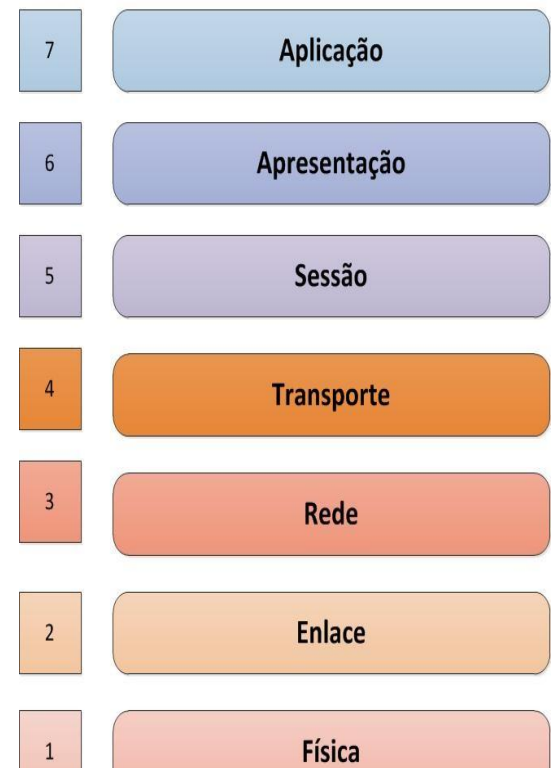 7 Aplicação
6 Apresentação
5 Sessão
4 Transporte
3 Rede
2 Enlace
1 Física